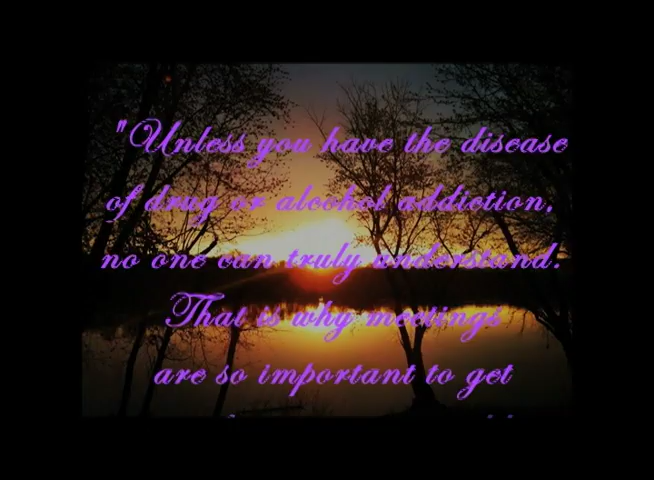 "Unless you have the disease
of drug or alcohol addiction,
no one can truly understand.
That is why meetings
are so important to get